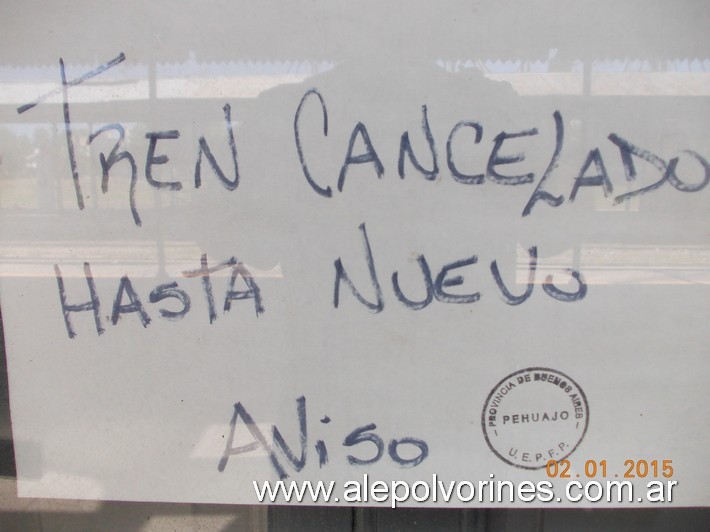 TREN CANCELADO
HASTA NUEVO
AVISO
PROVINCIA DE BUENOS AIRES
PEHUAJO
U.E.P.F.P.
02.01.2015
www.alepolvorines.com.ar